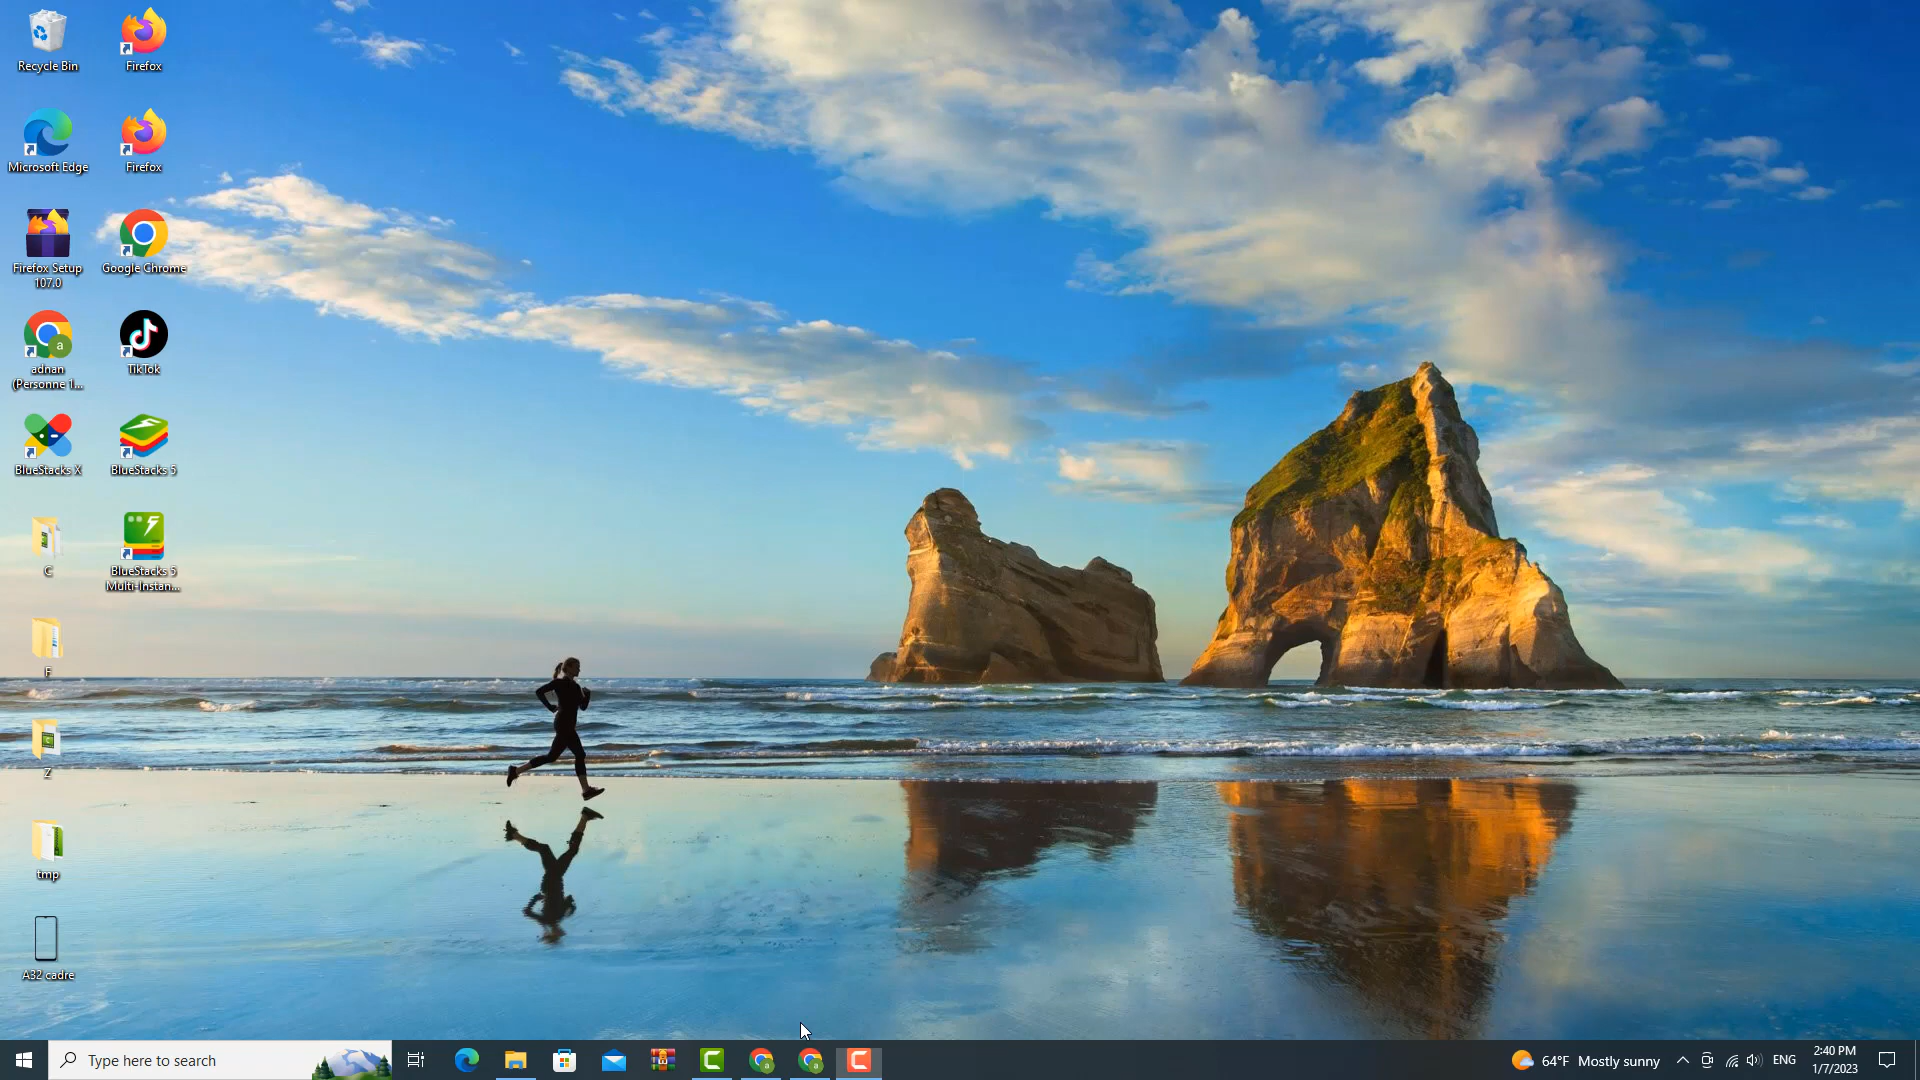 Recycle Bin
Firefox
Microsoft Edge
Firefox
Firefox Setup
107.0
Google Chrome
adnan
(Personne 1...
TikTok
BlueStacks X
BlueStacks 5
C
BlueStacks 5
Multi-Instan...
F
Z
tmp
A32 cadre
Type here to search
64°F Mostly sunny
ENG
2:40 PM
1/7/2023